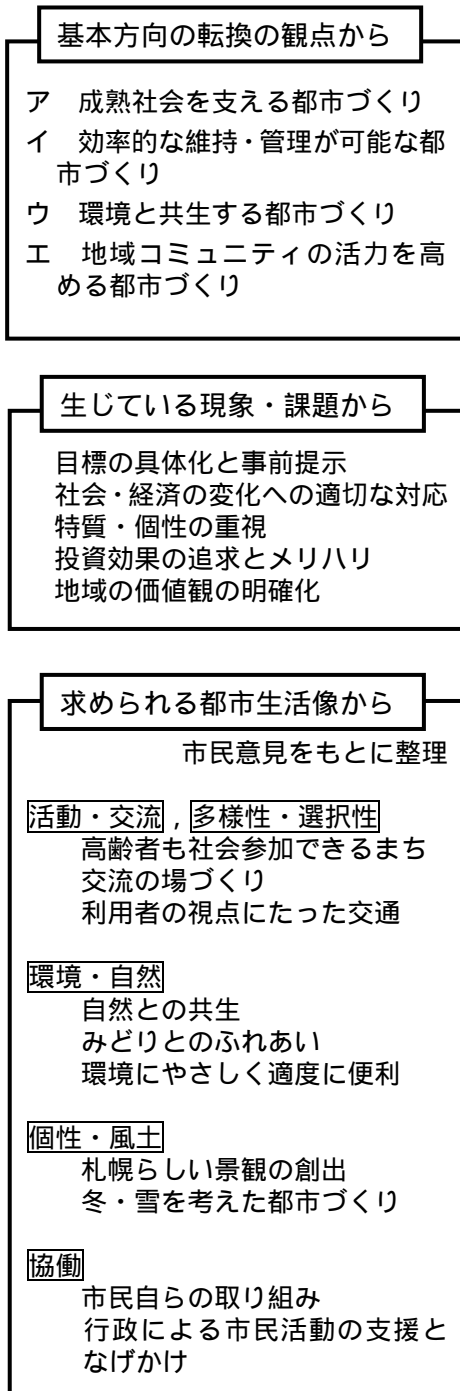 基本方向の転換の観点から
ア　成熟社会を支える都市づくり
イ　効率的な維持・管理が可能な都
市づくり
ウ　環境と共生する都市づくり
エ　地域コミュニティの活力を高
める都市づくり
生じている現象・課題から
目標の具体化と事前提示
社会・経済の変化への適切な対応
特質・個性の重視
投資効果の追求とメリハリ
地域の価値観の明確化
求められる都市生活像から
市民意見をもとに整理
活動・交流，多様性・選択性
高齢者も社会参加できるまち
交流の場づくり
利用者の視点にたった交通
環境・自然
自然との共生
みどりとのふれあい
環境にやさしく適度に便利
個性・風土
札幌らしい景観の創出
冬・雪を考えた都市づくり
協働
市民自らの取り組み
行政による市民活動の支援と
なげかけ